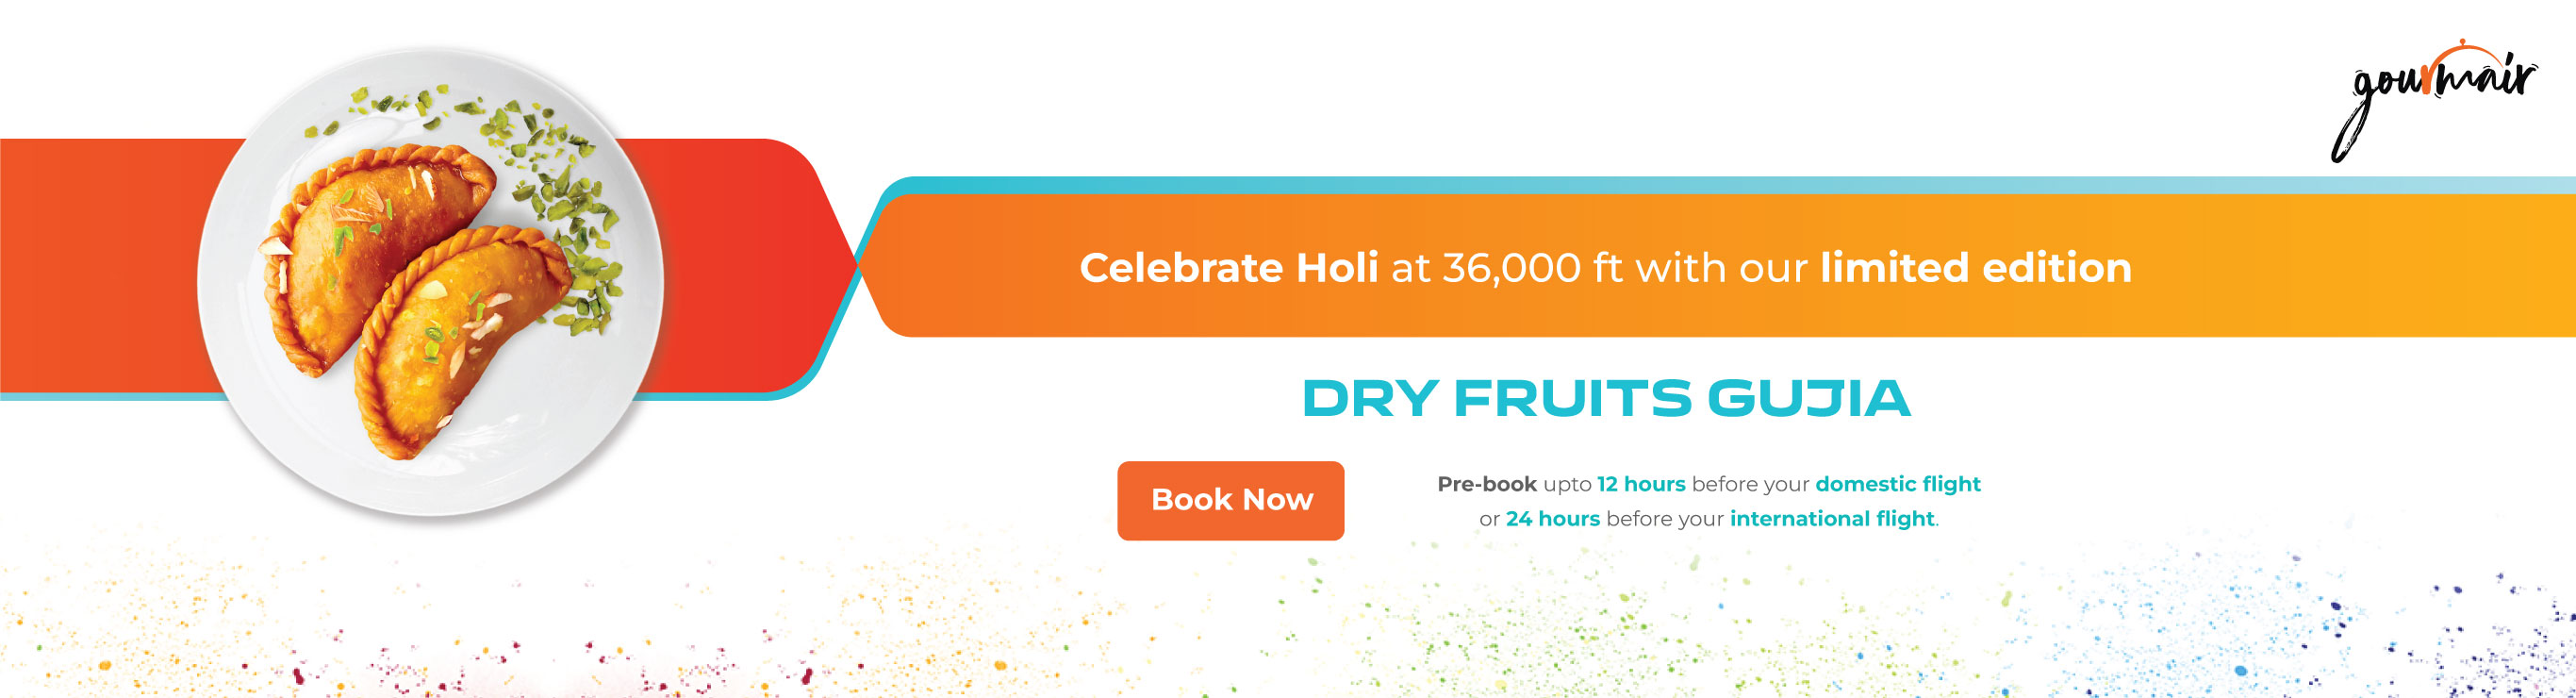 gourmair
Celebrate Holi at 36,000 ft with our limited edition
DRY FRUITS GUJIA
Book Now
Pre-book upto 12 hours before your domestic flight
or 24 hours before your international flight.